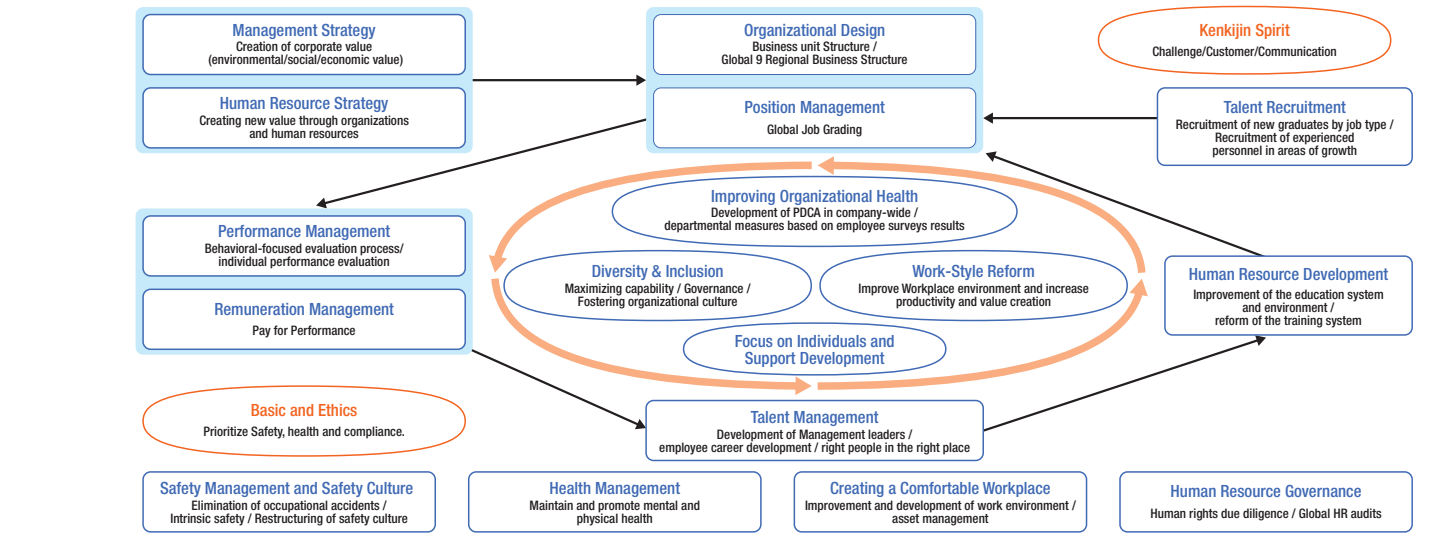 Management Strategy
Creation of corporate value
(environmental/social/economic value)
Human Resource Strategy
Creating new value through organizations
and human resources
Organizational Design
Business unit Structure /
Global 9 Regional Business Structure
Position Management
Global Job Grading
Kenkijin Spirit
Challenge/Customer/Communication
Talent Recruitment
Recruitment of new graduates by job type /
Recruitment of experienced
personnel in areas of growth
Performance Management
Behavioral-focused evaluation process/
individual performance evaluation
Remuneration Management
Pay for Performance
Improving Organizational Health
Development of PDCA in company-wide /
departmental measures based on employee surveys results
Diversity & Inclusion
Maximizing capability / Governance /
Fostering organizational culture
Work-Style Reform
Improve Workplace environment and increase
productivity and value creation
Focus on Individuals and
Support Development
Human Resource Development
Improvement of the education system
and environment /
reform of the training system
Basic and Ethics
Prioritize Safety, health and compliance.
Talent Management
Development of Management leaders /
employee career development / right people in the right place
Safety Management and Safety Culture
Elimination of occupational accidents /
Intrinsic safety / Restructuring of safety culture
Health Management
Maintain and promote mental and
physical health
Creating a Comfortable Workplace
Improvement and development of work environment /
asset management
Human Resource Governance
Human rights due diligence / Global HR audits